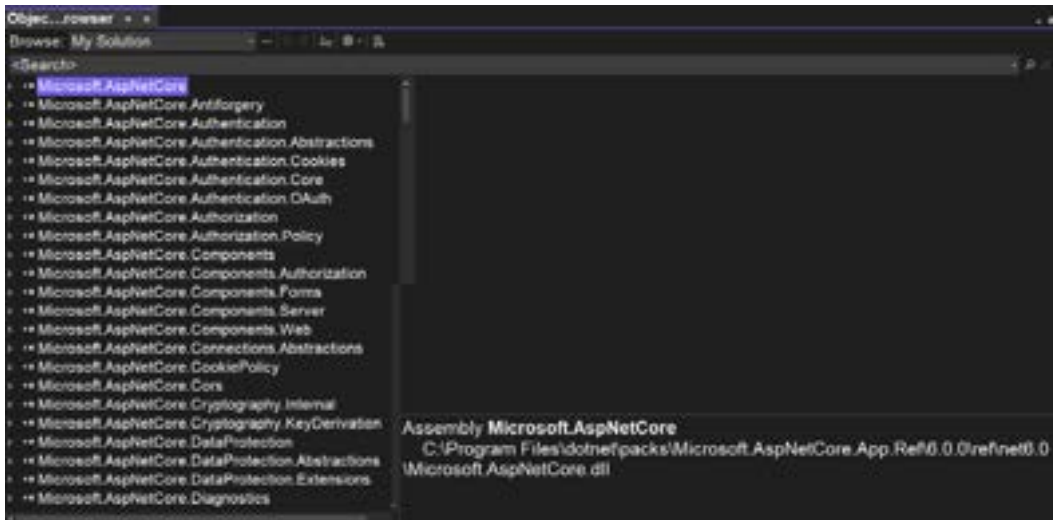 Objec...rowser
Browse: My Solution
<Search>
Microsoft.AspNetCore
Microsoft.AspNetCore.Antiforgery
Microsoft.AspNetCore.Authentication
Microsoft.AspNetCore.Authentication.Abstractions
Microsoft.AspNetCore.Authentication.Cookies
Microsoft.AspNetCore.Authentication.Core
Microsoft.AspNetCore.Authentication.OAuth
Microsoft.AspNetCore.Authorization
Microsoft.AspNetCore.Authorization.Policy
Microsoft.AspNetCore.Components
Microsoft.AspNetCore.Components.Authorization
Microsoft.AspNetCore.Components.Forms
Microsoft.AspNetCore.Components.Server
Microsoft.AspNetCore.Components.Web
Microsoft.AspNetCore.Connections.Abstractions
Microsoft.AspNetCore.CookiePolicy
Microsoft.AspNetCore.Cors
Microsoft.AspNetCore.Cryptography.Internal
Microsoft.AspNetCore.Cryptography.KeyDerivation
Microsoft.AspNetCore.DataProtection
Microsoft.AspNetCore.DataProtection.Abstractions
Microsoft.AspNetCore.DataProtection.Extensions
Microsoft.AspNetCore.Diagnostics
Assembly Microsoft.AspNetCore
C:\Program Files\dotnet\packs\Microsoft.AspNetCore.App.Ref\6.0.0\ref\net6.0
\Microsoft.AspNetCore.dll